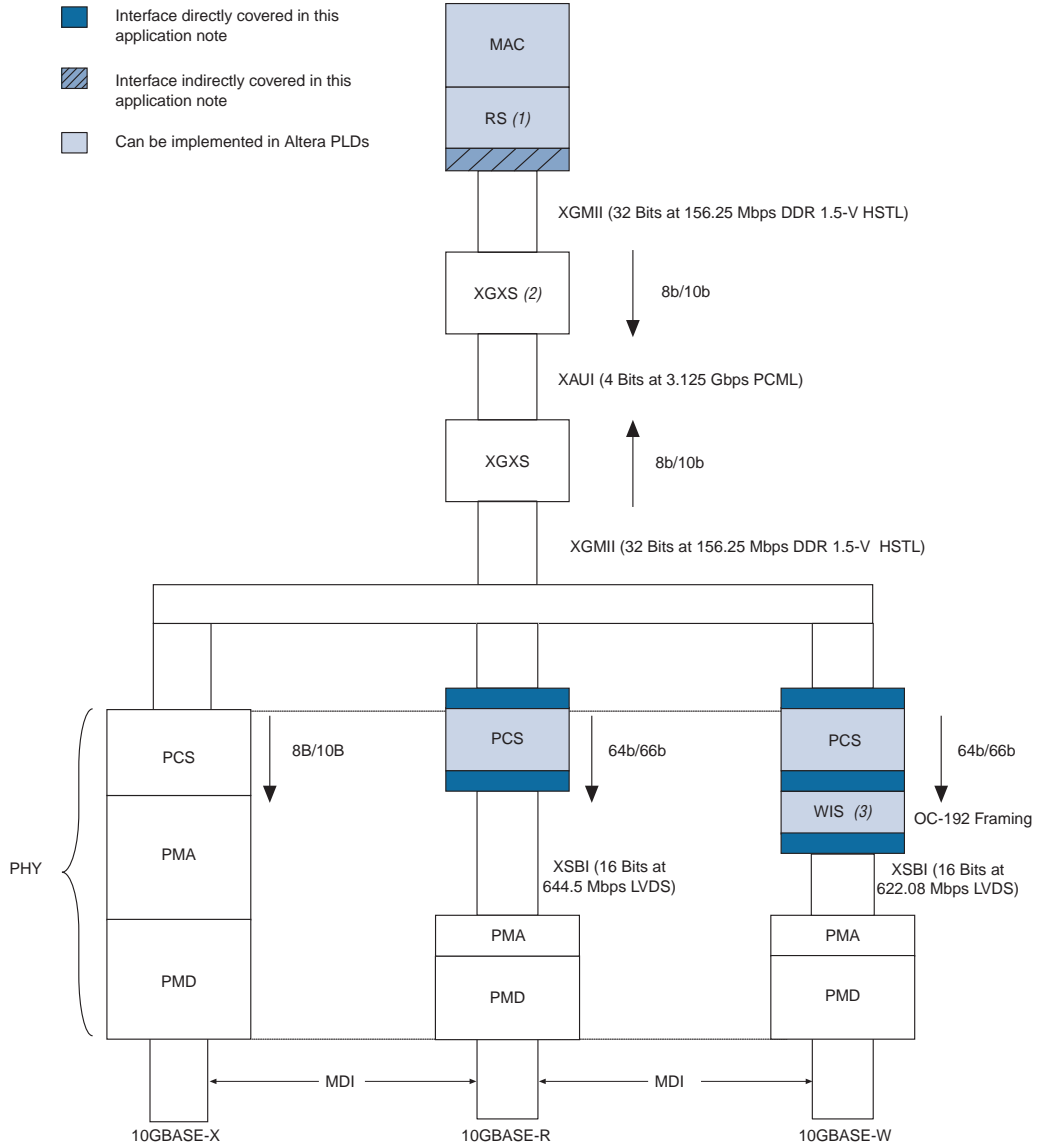 Interface directly covered in this
application note
Interface indirectly covered in this
application note
Can be implemented in Altera PLDs
MAC
RS (1)
XGMII (32 Bits at 156.25 Mbps DDR 1.5-V HSTL)
XGXS (2)
8b/10b
XAUI (4 Bits at 3.125 Gbps PCML)
XGXS
8b/10b
XGMII (32 Bits at 156.25 Mbps DDR 1.5-V HSTL)
PHY
PCS
8B/10B
PMA
PMD
PCS
64b/66b
XSBI (16 Bits at
644.5 Mbps LVDS)
PMA
PMD
PCS
64b/66b
WIS (3)
OC-192 Framing
XSBI (16 Bits at
622.08 Mbps LVDS)
PMA
PMD
MDI
MDI
10GBASE-X
10GBASE-R
10GBASE-W